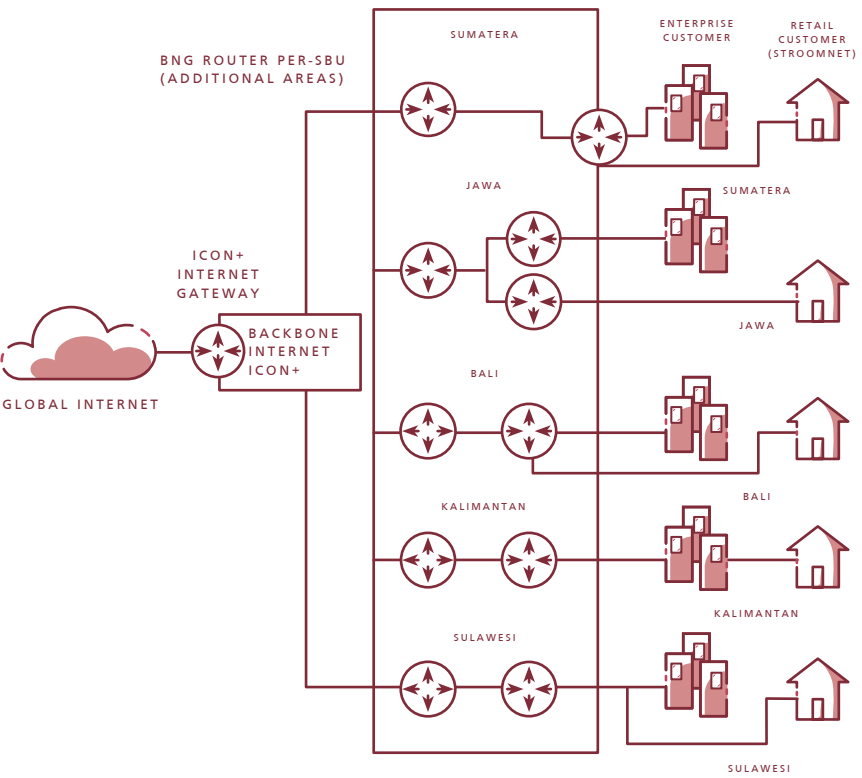 SUMATERA
ENTERPRISE
CUSTOMER
RETAIL
CUSTOMER
(STROOMNET)
BNG ROUTER PER-SBU
(ADDITIONAL AREAS)
JAWA
SUMATERA
ICON+
INTERNET
GATEWAY
BACKBONE
INTERNET
ICON+
JAWA
BALI
GLOBAL INTERNET
BALI
KALIMANTAN
KALIMANTAN
SULAWESI
SULAWESI